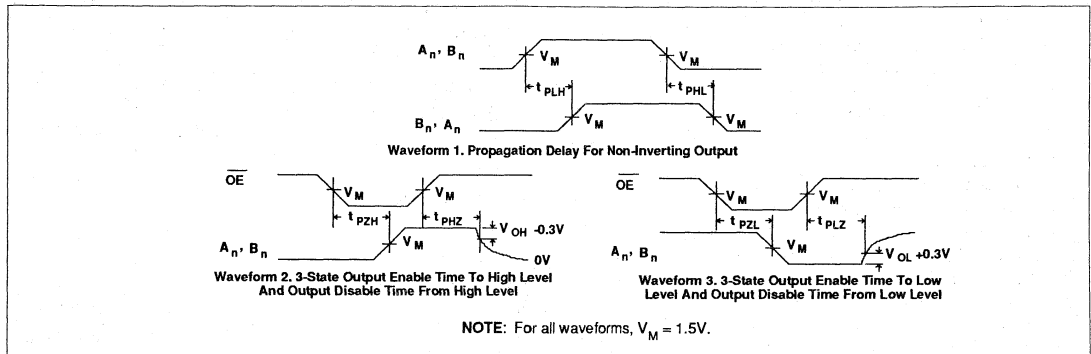 An, Bn
VM
VM
tPLH
tPHL
Bn, An
VM
VM
Waveform 1. Propagation Delay For Non-Inverting Output
OE
VM
VM
tPZH
tPHZ
VOH -0.3V
An, Bn
VM
0V
Waveform 2. 3-State Output Enable Time To High Level
And Output Disable Time From High Level
OE
VM
VM
tPZL
tPLZ
An, Bn
VM
VOL +0.3V
Waveform 3. 3-State Output Enable Time To Low
Level And Output Disable Time From Low Level
NOTE: For all waveforms, VM = 1.5V.